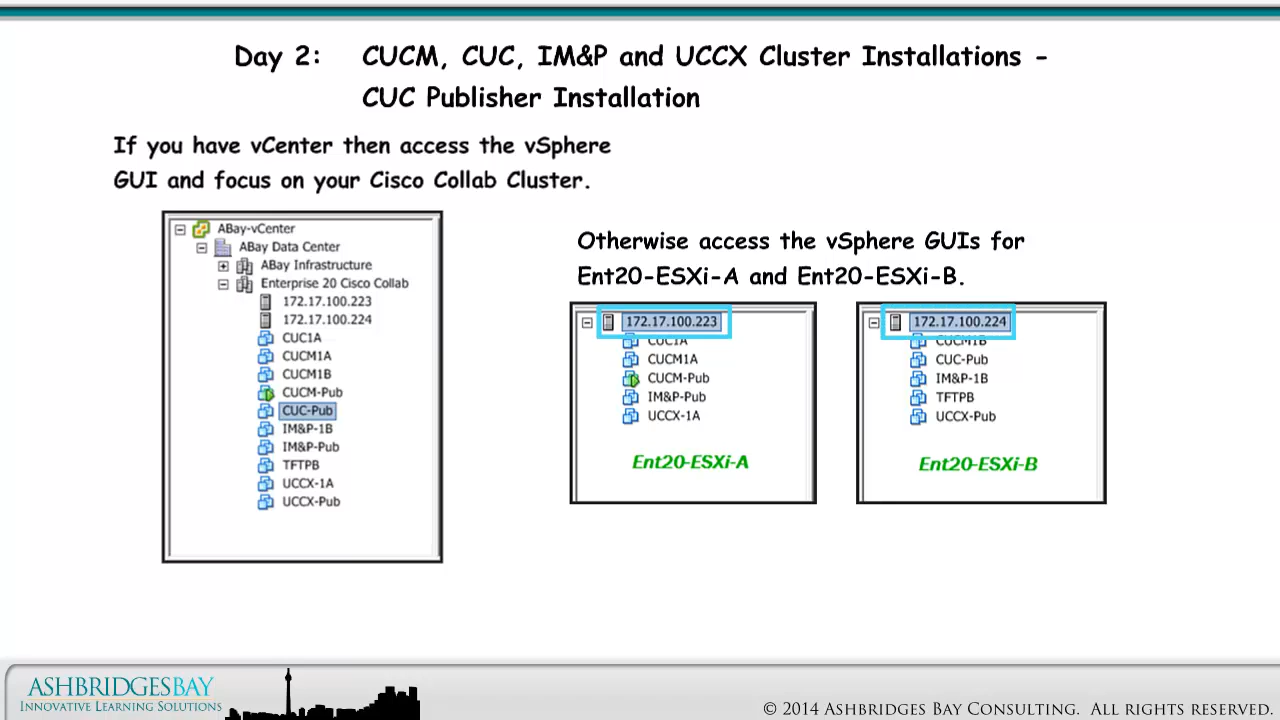 Day 2: CUCM, CUC, IM&P and UCCX Cluster Installations -
CUC Publisher Installation
If you have vCenter then access the vSphere
GUI and focus on your Cisco Collab Cluster.
ABay-vCenter
ABay Data Center
ABay Infrastructure
Enterprise 20 Cisco Collab
172.17.100.223
172.17.100.224
CUC1A
CUCM1A
CUCM1B
CUCM-Pub
CUC-Pub
IM&P-1B
IM&P-Pub
TFTPB
UCCX-1A
UCCX-Pub
Otherwise access the vSphere GUIs for
Ent20-ESXi-A and Ent20-ESXi-B.
172.17.100.223
CUC1A
CUCM1A
CUCM-Pub
IM&P-Pub
UCCX-1A
Ent20-ESXi-A
172.17.100.224
CUCM1B
CUC-Pub
IM&P-1B
TFTPB
UCCX-Pub
Ent20-ESXi-B
ASHBRIDGESBAY
INNOVATIVE LEARNING SOLUTIONS
© 2014 ASHBRIDGES BAY CONSULTING. ALL RIGHTS RESERVED.